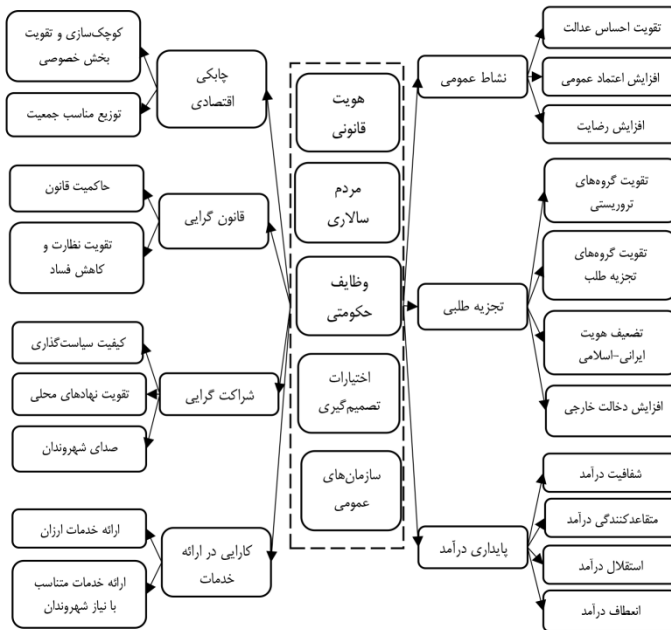 تقویت احساس عدالت
افزایش اعتماد عمومی
افزایش رضایت
نشاط عمومی
تقویت گروه‌های
تروریستی
تقویت گروه‌های
تجزیه طلب
تضعیف هویت
ایرانی-اسلامی
افزایش دخالت خارجی
تجزیه طلبی
شفافیت درآمد
متقاعدکنندگی درآمد
استقلال درآمد
انعطاف درآمد
پایداری درآمد
هویت
قانونی
مردم
سالاری
وظایف
حکومتی
اختیارات
تصمیم‌گیری
سازمان‌های
عمومی
چابکی
اقتصادی
کوچک‌سازی و تقویت
بخش خصوصی
توزیع مناسب جمعیت
قانون گرایی
حاکمیت قانون
تقویت نظارت و
کاهش فساد
شراکت گرایی
کیفیت سیاست‌گذاری
تقویت نهادهای محلی
صدای شهروندان
کارایی در ارائه
خدمات
ارائه خدمات ارزان
ارائه خدمات متناسب
با نیاز شهروندان